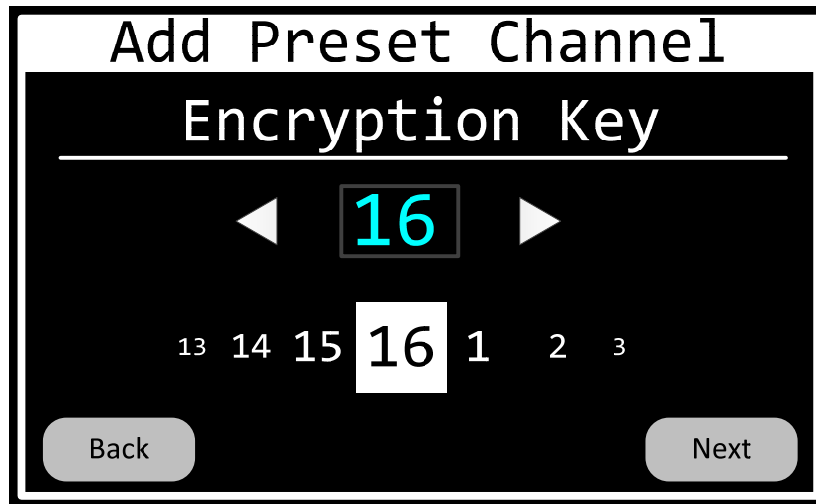 Add Preset Channel
Encryption Key
16
13 14 15 16 1 2 3
Back Next